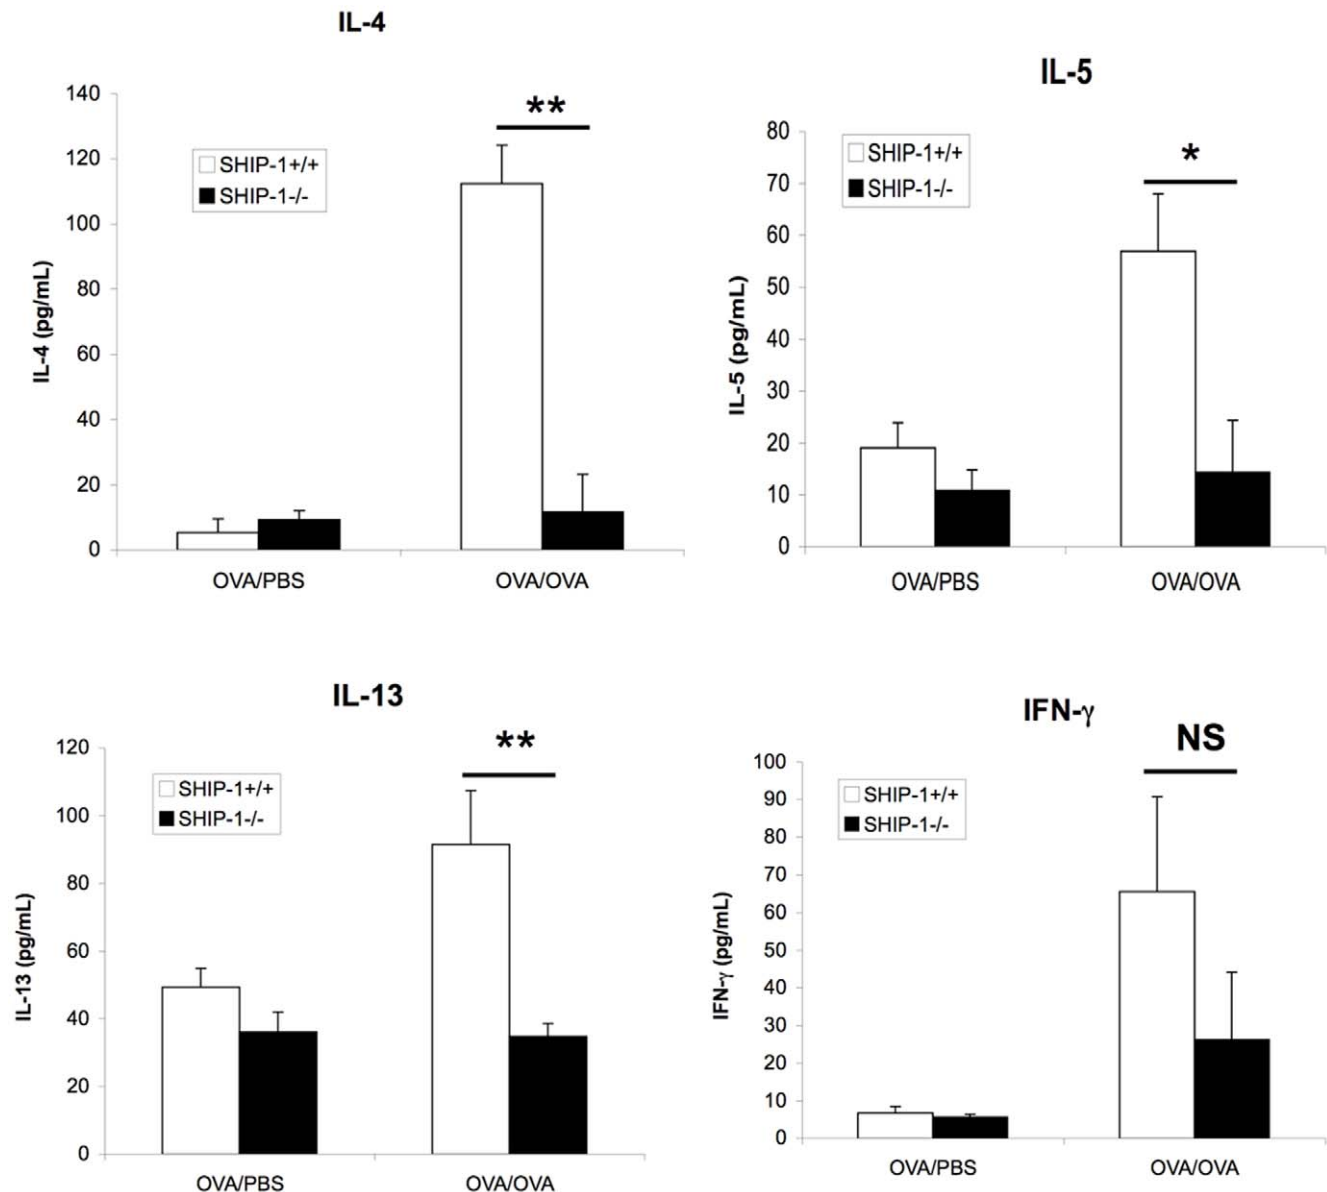 IL-4
140
120
100
80
60
40
20
0
IL-4 (pg/mL)
SHIP-1+/+
SHIP-1-/-
**
OVA/PBS
OVA/OVA
IL-5
80
70
60
50
40
30
20
10
0
IL-5 (pg/mL)
SHIP-1+/+
SHIP-1-/-
*
OVA/PBS
OVA/OVA
IL-13
120
100
80
60
40
20
0
IL-13 (pg/mL)
SHIP-1+/+
SHIP-1-/-
**
OVA/PBS
OVA/OVA
IFN-γ
NS
100
90
80
70
60
50
40
30
20
10
0
IFN-γ (pg/mL)
SHIP-1+/+
SHIP-1-/-
OVA/PBS
OVA/OVA